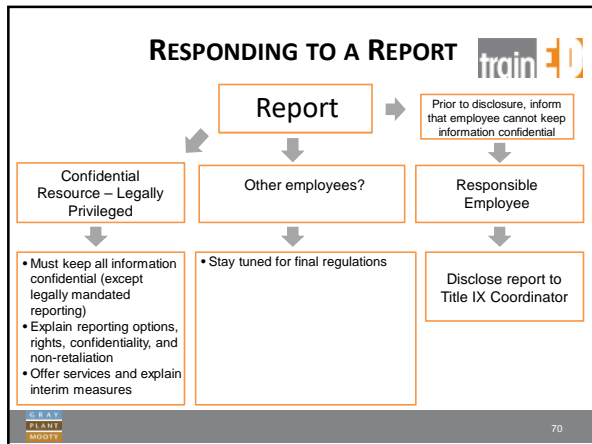 RESPONDING TO A REPORT
train ED
Report
Prior to disclosure, inform
that employee cannot keep
information confidential
Confidential
Resource – Legally
Privileged
Other employees?
Responsible
Employee
• Must keep all information
confidential (except
legally mandated
reporting)
• Explain reporting options,
rights, confidentiality, and
non-retaliation
• Offer services and explain
interim measures
• Stay tuned for final regulations
Disclose report to
Title IX Coordinator
GRAY
PLANT
MOOTY
70